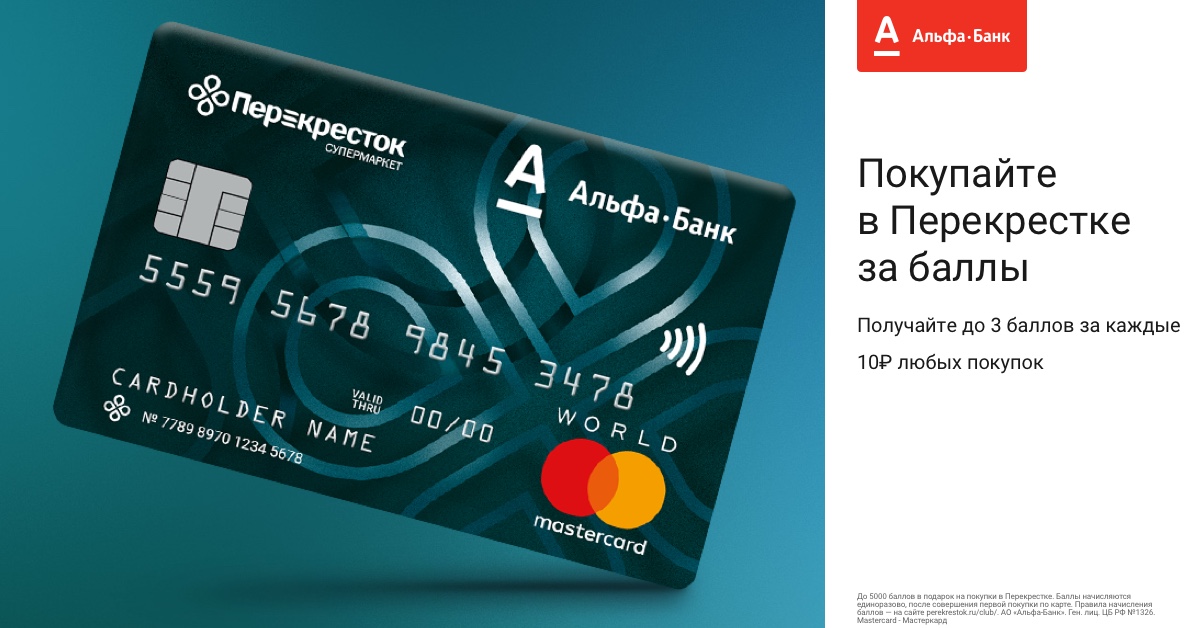 Перекресток
СУПЕРМАРКЕТ
А
Альфа·Банк
5559 5678 9845 3478
CARDHOLDER NAME
VALID
THRU
00/00
№ 7789 8970 1234 5678
WORLD
mastercard
А
Альфа·Банк
Покупайте
в Перекрестке
за баллы
Получайте до 3 баллов за каждые
10₽ любых покупок
До 5000 баллов в подарок на покупки в Перекрестке. Баллы начисляются
единоразово, после совершения первой покупки по карте. Правила начисления
баллов — на сайте perekrestok.ru/club/. АО «Альфа-Банк». Ген. лиц. ЦБ РФ №1326.
Mastercard - Мастеркард